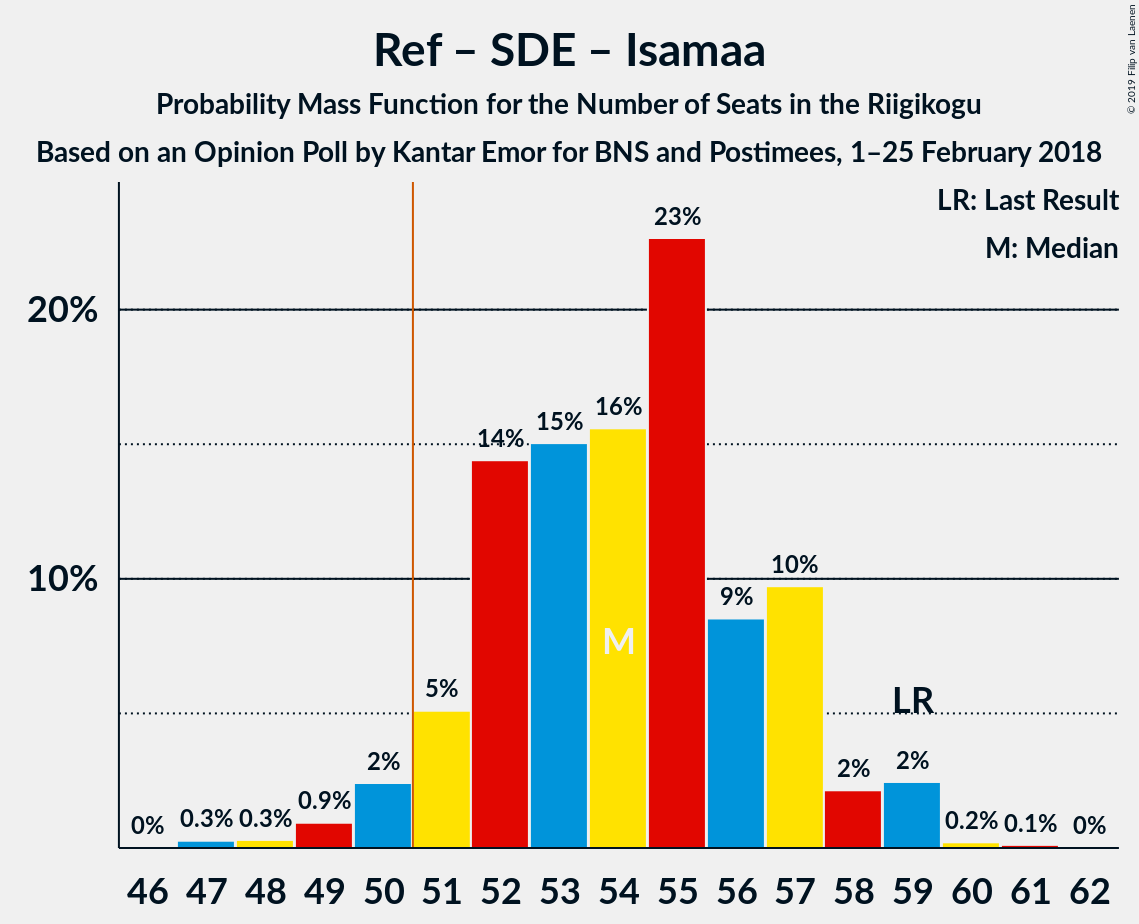 Ref – SDE – Isamaa
Probability Mass Function for the Number of Seats in the Riigikogu
Based on an Opinion Poll by Kantar Emor for BNS and Postimees, 1–25 February 2018
© 2019 Filip van Laenen
LR: Last Result
M: Median
20%
10%
0% 0.3% 0.3% 0.9% 2% 5% 14% 15% 16% 23% 9% 10% 2% 2% 0.2% 0.1% 0%
M
LR
46 47 48 49 50 51 52 53 54 55 56 57 58 59 60 61 62